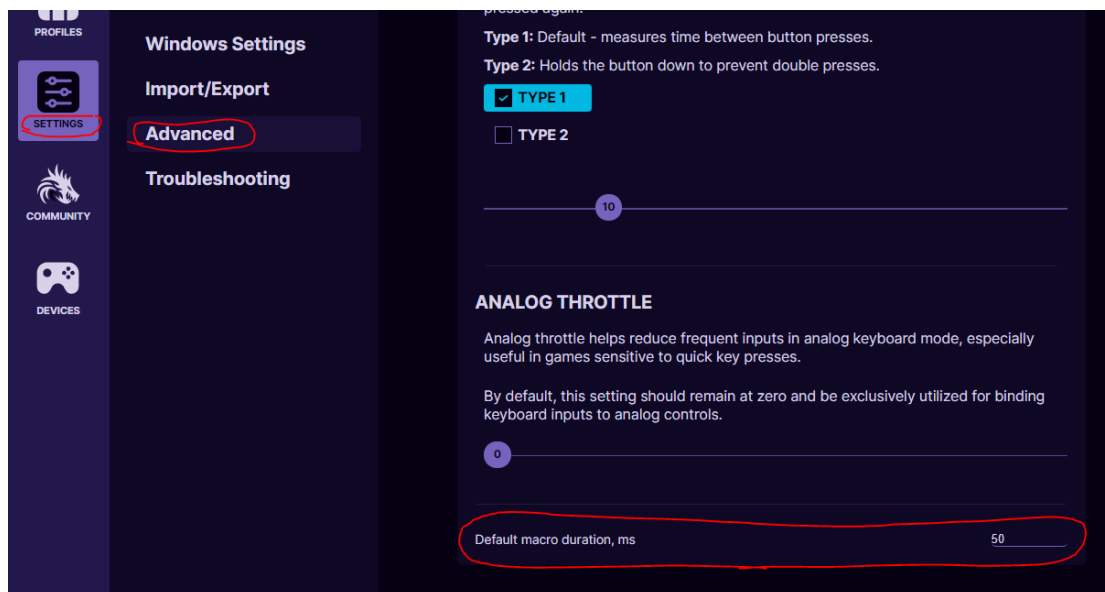 pressed again.
PROFILES
SETTINGS
COMMUNITY
DEVICES
Windows Settings
Import/Export
Advanced
Troubleshooting
Type 1: Default - measures time between button presses.
Type 2: Holds the button down to prevent double presses.
TYPE 1
TYPE 2
10
ANALOG THROTTLE
Analog throttle helps reduce frequent inputs in analog keyboard mode, especially
useful in games sensitive to quick key presses.
By default, this setting should remain at zero and be exclusively utilized for binding
keyboard inputs to analog controls.
0
Default macro duration, ms
50